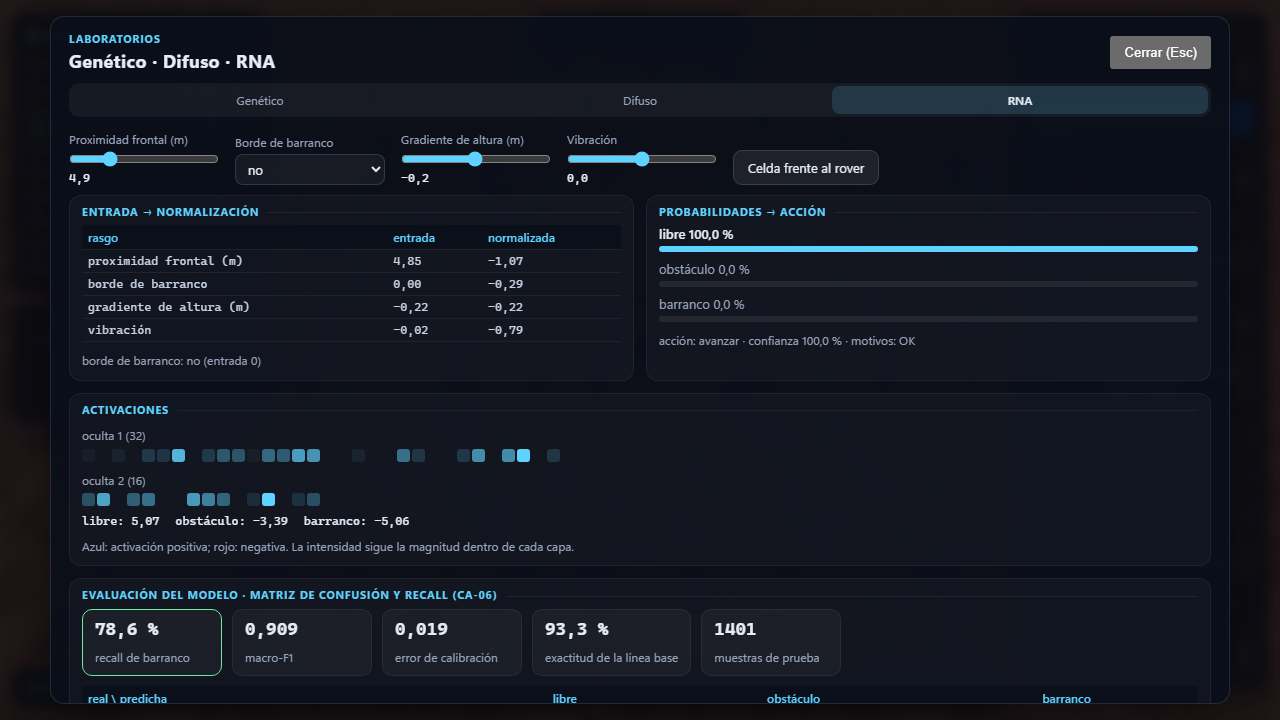 LABORATORIOS
Genético · Difuso · RNA
Cerrar (Esc)
Genético Difuso RNA
Proximidad frontal (m) Borde de barranco Gradiente de altura (m) Vibración
no Celda frente al rover
4,9 −0,2 0,0
ENTRADA → NORMALIZACIÓN
rasgo entrada normalizada
proximidad frontal (m) 4,85 −1,07
borde de barranco 0,00 −0,29
gradiente de altura (m) −0,22 −0,22
vibración −0,02 −0,79
borde de barranco: no (entrada 0)
PROBABILIDADES → ACCIÓN
libre 100,0 %
obstáculo 0,0 %
barranco 0,0 %
acción: avanzar · confianza 100,0 % · motivos: OK
ACTIVACIONES
oculta 1 (32)
oculta 2 (16)
libre: 5,07 obstáculo: −3,39 barranco: −5,06
Azul: activación positiva; rojo: negativa. La intensidad sigue la magnitud dentro de cada capa.
EVALUACIÓN DEL MODELO · MATRIZ DE CONFUSIÓN Y RECALL (CA-06)
78,6 % 0,909 0,019 93,3 % 1401
recall de barranco macro-F1 error de calibración exactitud de la línea base muestras de prueba
real \ predicha libre obstáculo barranco